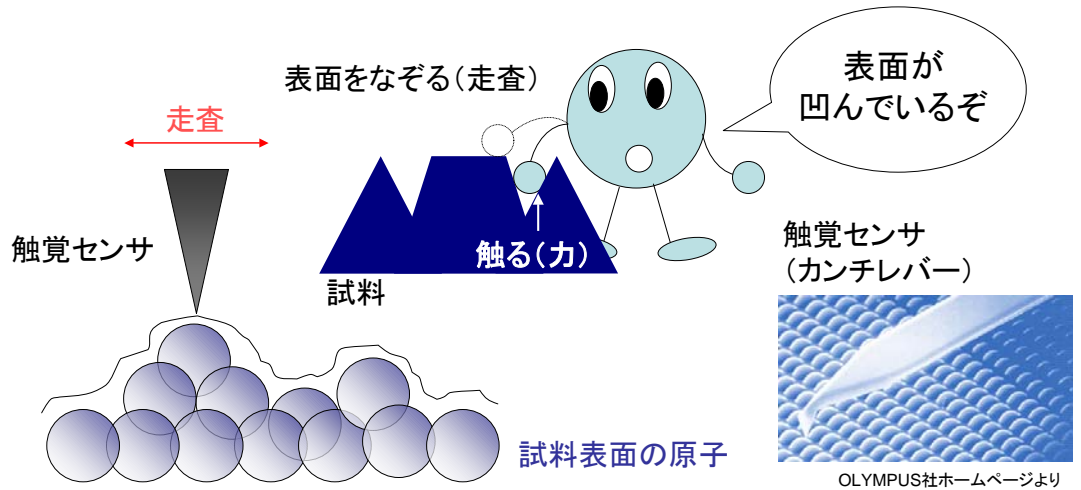 表面をなぞる（走査）
表面が
凹んでいるぞ
走査
触覚センサ
触る（力）
試料
触覚センサ
（カンチレバー）
試料表面の原子
OLYMPUS社ホームページより